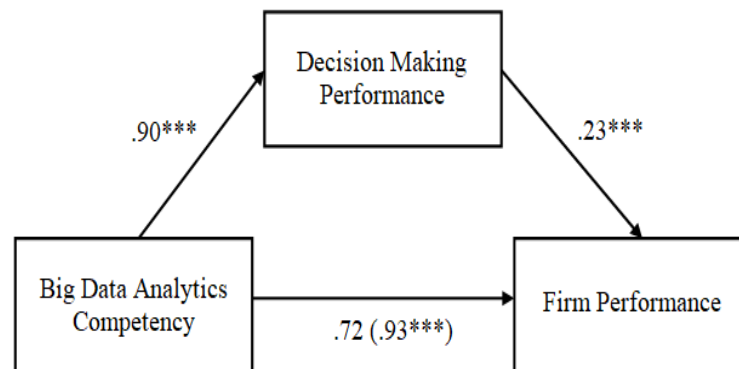 Decision Making
Performance
.90***
.23***
Big Data Analytics
Competency
Firm Performance
.72 (.93***)